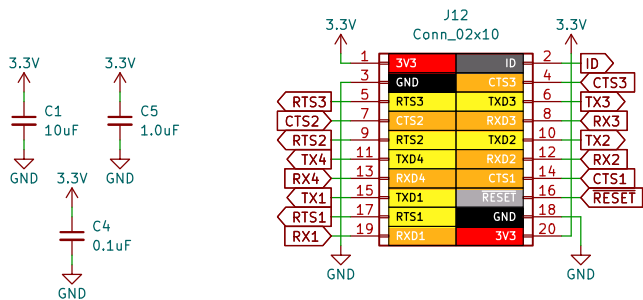 J12
Conn_02x10
3.3V
3.3V
1 3V3 ID 2 ID
3 GND CTS3 4 CTS3
RTS3 5 RTS3 TXD3 6 TX3
CTS2 7 CTS2 RXD3 8 RX3
RTS2 9 RTS2 TXD2 10 TX2
TX4 11 TXD4 RXD2 12 RX2
RX4 13 RXD4 CTS1 14 CTS1
TX1 15 TXD1 RESET 16 RESET
RTS1 17 RTS1 GND 18
RX1 19 RXD1 3V3 20
GND
GND
3.3V
C1
10uF
GND
3.3V
C5
1.0uF
GND
3.3V
C4
0.1uF
GND